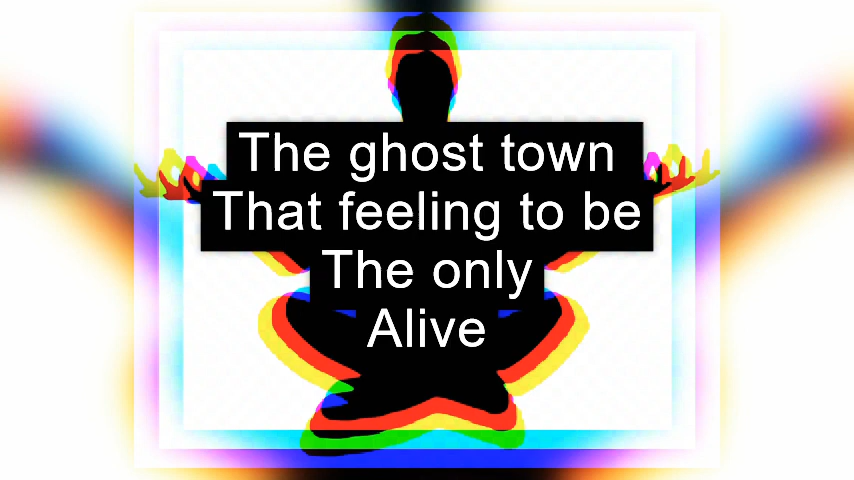 The ghost town
That feeling to be
The only
Alive